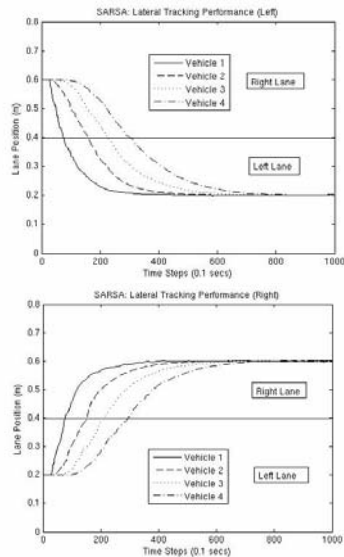 SARSA: Lateral Tracking Performance (Left)
0.8
0.7
0.6
0.5
0.4
0.3
0.2
0.1
Lane Position (m)
Vehicle 1
Vehicle 2
Vehicle 3
Vehicle 4
Right Lane
Left Lane
0 200 400 600 800 1000
Time Steps (0.1 secs)
SARSA: Lateral Tracking Performance (Right)
0.8
0.7
0.6
0.5
0.4
0.3
0.2
0.1
Lane Position (m)
Right Lane
Vehicle 1
Vehicle 2
Vehicle 3
Vehicle 4
Left Lane
0 200 400 600 800 1000
Time Steps (0.1 secs)